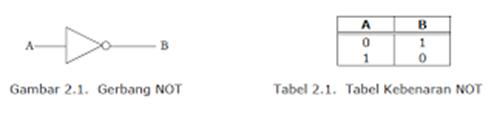 A B
Gambar 2.1. Gerbang NOT
A B
0 1
1 0
Tabel 2.1. Tabel Kebenaran NOT